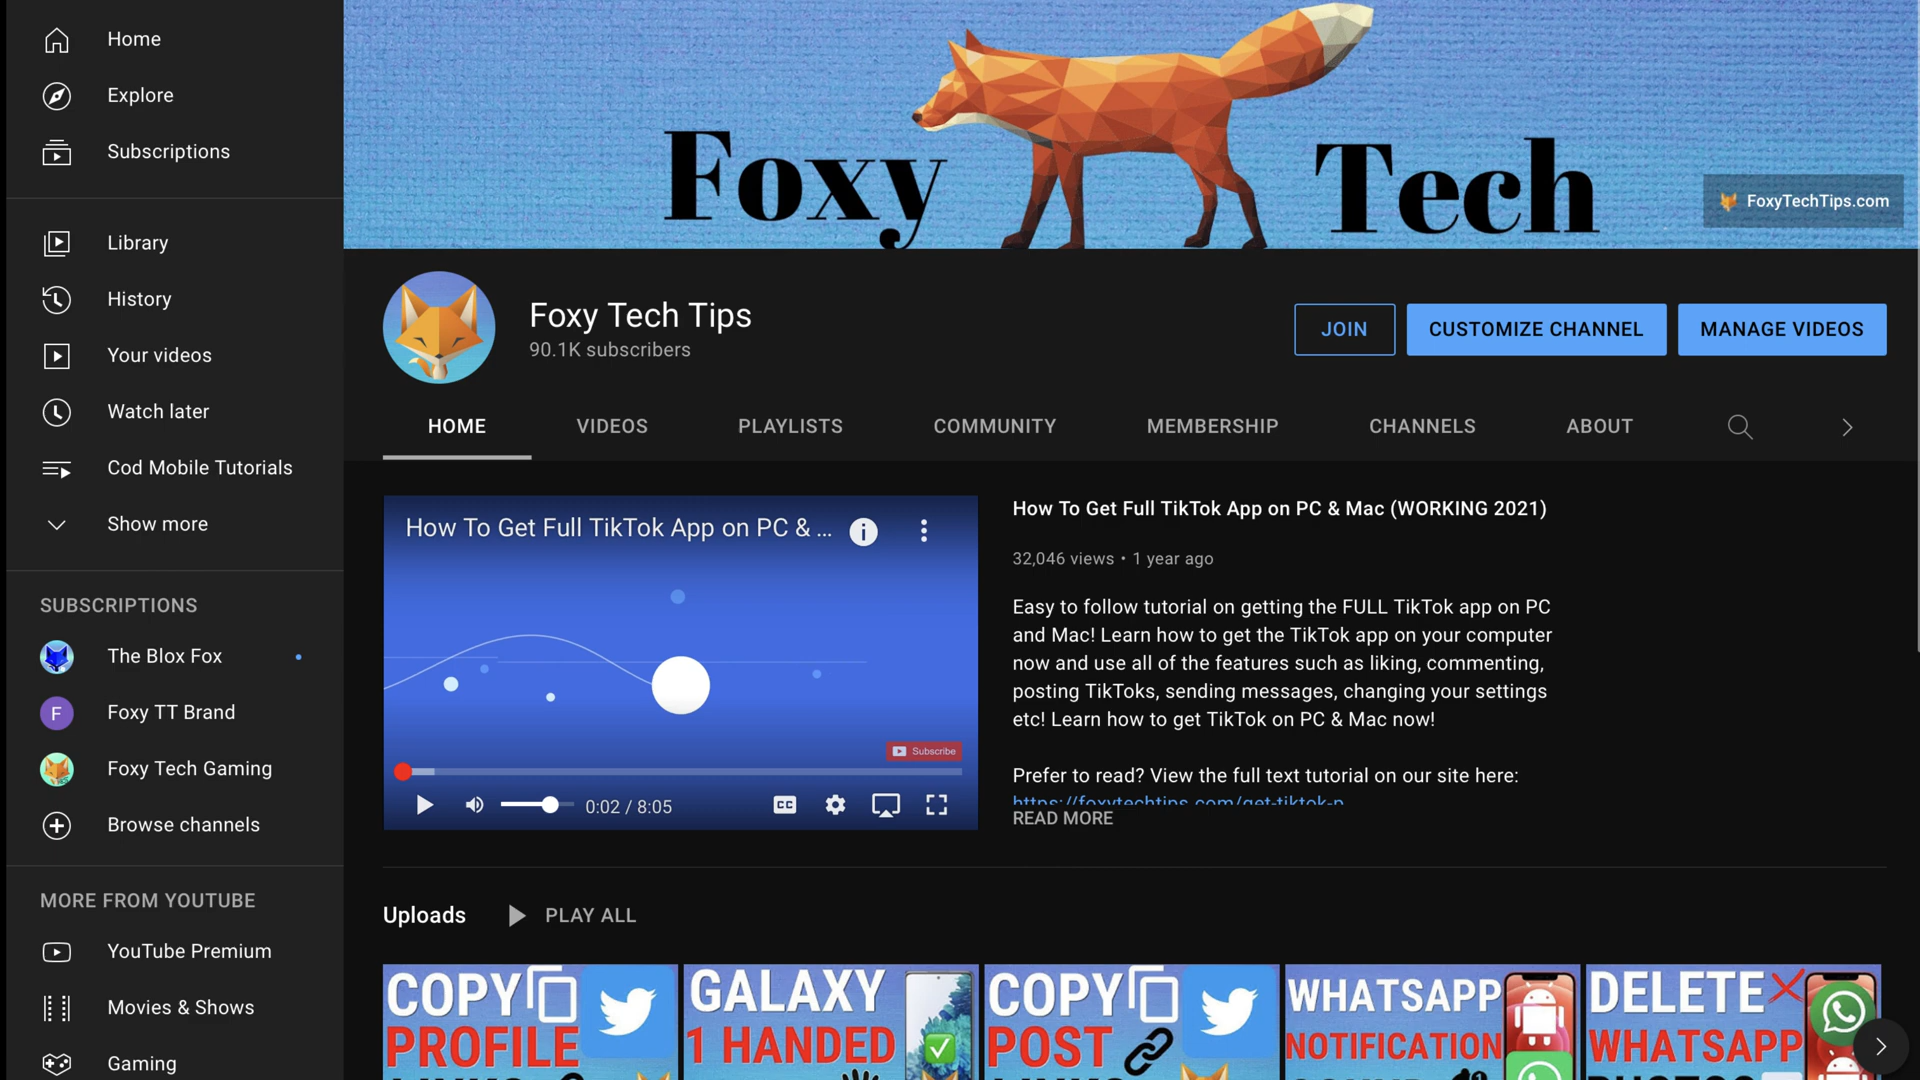 Home
Explore
Subscriptions
Library
History
Your videos
Watch later
Cod Mobile Tutorials
Show more
SUBSCRIPTIONS
The Blox Fox
F
Foxy TT Brand
Foxy Tech Gaming
Browse channels
MORE FROM YOUTUBE
YouTube Premium
Movies & Shows
Gaming
Foxy Tech
FoxyTechTips.com
Foxy Tech Tips
90.1K subscribers
JOIN
CUSTOMIZE CHANNEL
MANAGE VIDEOS
HOME VIDEOS PLAYLISTS COMMUNITY MEMBERSHIP CHANNELS ABOUT
How To Get Full TikTok App on PC & ...
Subscribe
0:02 / 8:05
CC
How To Get Full TikTok App on PC & Mac (WORKING 2021)
32,046 views • 1 year ago
Easy to follow tutorial on getting the FULL TikTok app on PC
and Mac! Learn how to get the TikTok app on your computer
now and use all of the features such as liking, commenting,
posting TikToks, sending messages, changing your settings
etc! Learn how to get TikTok on PC & Mac now!
Prefer to read? View the full text tutorial on our site here:
https://foxytechtips.com/get-tiktok-p
READ MORE
Uploads
PLAY ALL
COPY
PROFILE
GALAXY
1 HANDED
COPY
POST
WHATSAPP
NOTIFICATION
DELETE
WHATSAPP